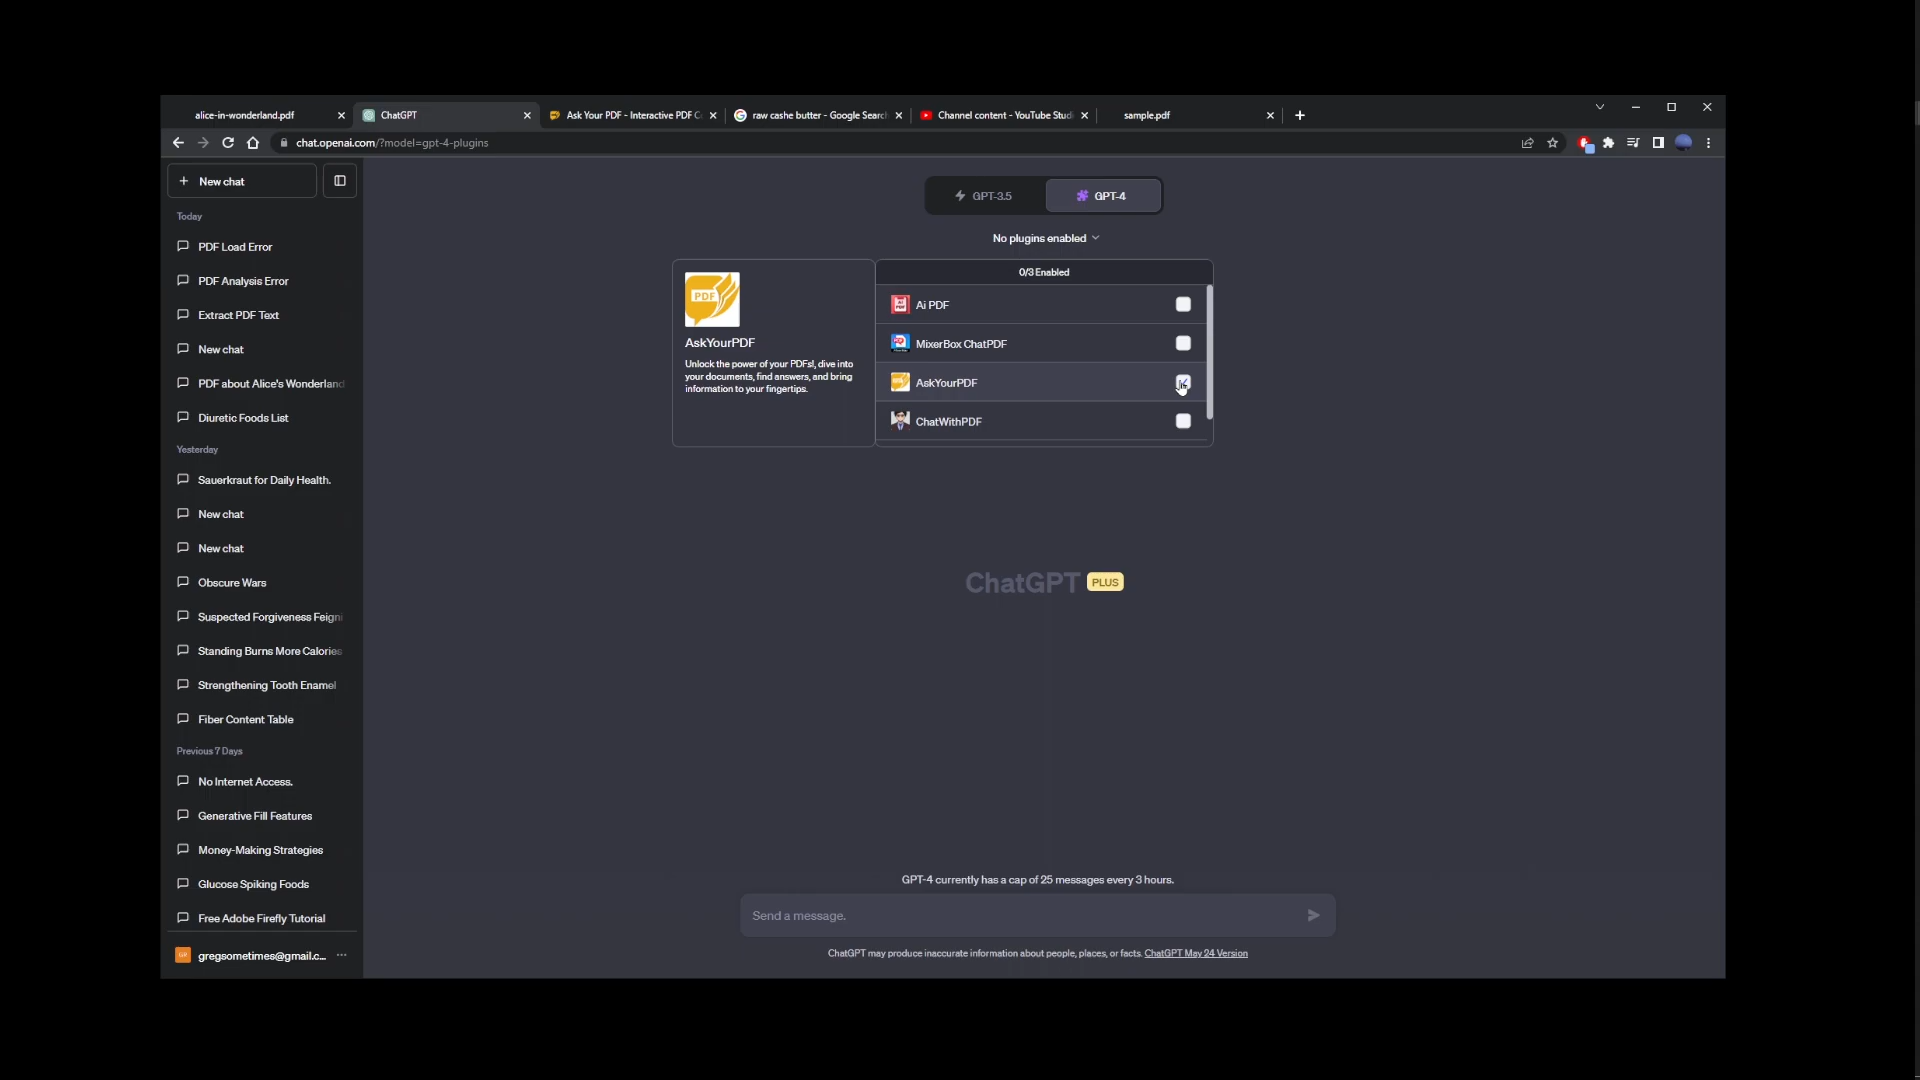 alice-in-wonderland.pdf
ChatGPT
Ask Your PDF - Interactive PDF C
raw cashe butter - Google Search
Channel content - YouTube Studi
sample.pdf
chat.openai.com/?model=gpt-4-plugins
New chat
Today
PDF Load Error
PDF Analysis Error
Extract PDF Text
New chat
PDF about Alice's Wonderland
Diuretic Foods List
Yesterday
Sauerkraut for Daily Health.
New chat
New chat
Obscure Wars
Suspected Forgiveness Feigni
Standing Burns More Calories
Strengthening Tooth Enamel
Fiber Content Table
Previous 7 Days
No Internet Access.
Generative Fill Features
Money-Making Strategies
Glucose Spiking Foods
Free Adobe Firefly Tutorial
GR
gregsometimes@gmail.c...
GPT-3.5
GPT-4
No plugins enabled
PDF
AskYourPDF
Unlock the power of your PDFs!, dive into
your documents, find answers, and bring
information to your fingertips.
0/3 Enabled
Ai PDF
MixerBox ChatPDF
AskYourPDF
ChatWithPDF
ChatGPT PLUS
GPT-4 currently has a cap of 25 messages every 3 hours.
Send a message.
ChatGPT may produce inaccurate information about people, places, or facts. ChatGPT May 24 Version